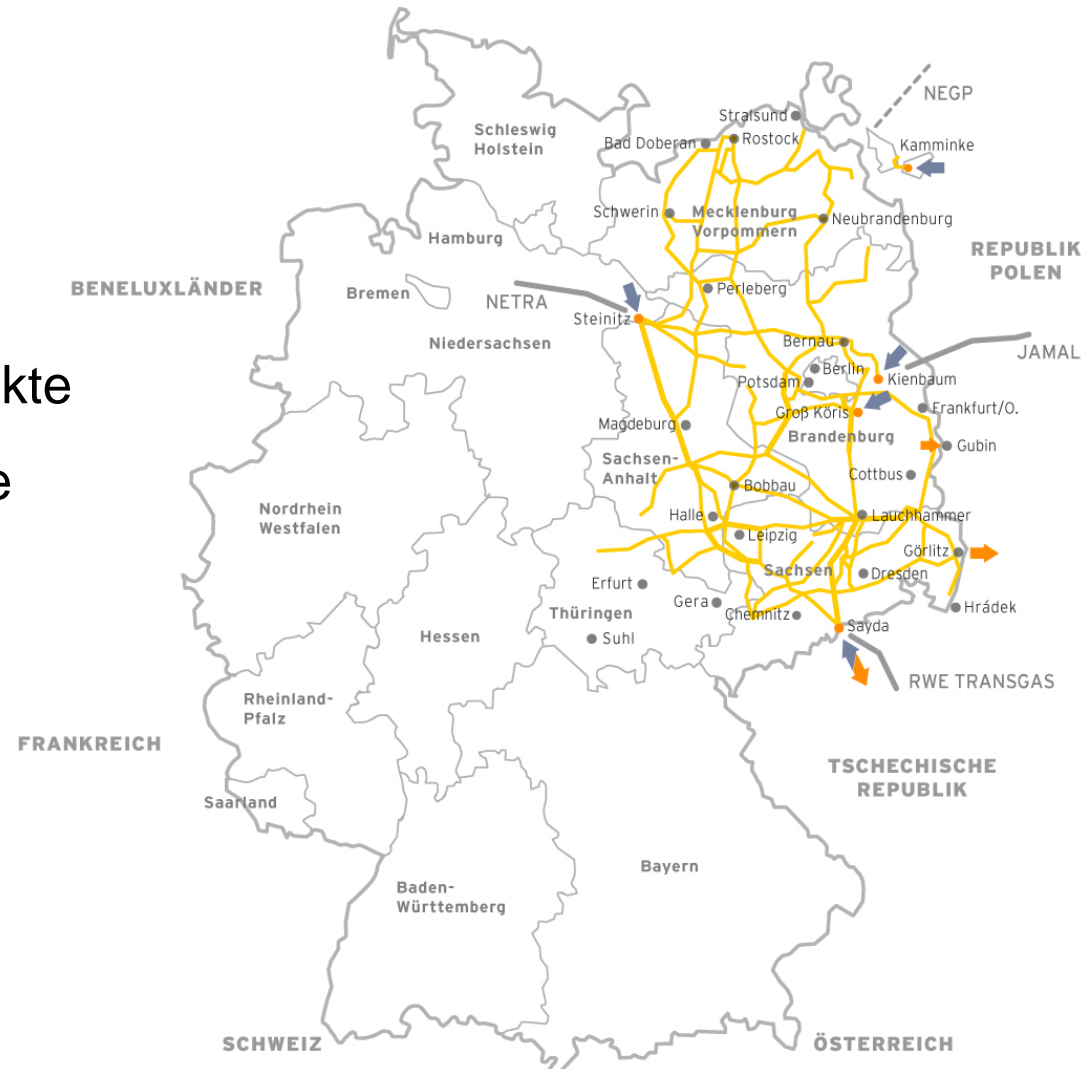 NEGP
Stralsund
Schleswig
Holstein
Bad Doberan
Rostock
Kamminke
Schwerin
Mecklenburg
Vorpommern
Neubrandenburg
Hamburg
REPUBLIK
POLEN
BENELUXLÄNDER
Bremen
NETRA
Perleberg
Steinitz
Niedersachsen
Bernau
JAMAL
kte
Berlin
Potsdam
Kienbaum
Groß Köris
Frankfurt/O.
Magdeburg
Brandenburg
Gubin
Sachsen-
Anhalt
Cottbus
e
Bobbau
Nordrhein
Westfalen
Halle
Lauchhammer
Leipzig
Görlitz
Sachsen
Dresden
Erfurt
Gera
Thüringen
Chemnitz
Hrádek
Hessen
Suhl
Sayda
RWE TRANSGAS
Rheinland-
Pfalz
FRANKREICH
TSCHECHISCHE
REPUBLIK
Saarland
Bayern
Baden-
Württemberg
SCHWEIZ
ÖSTERREICH